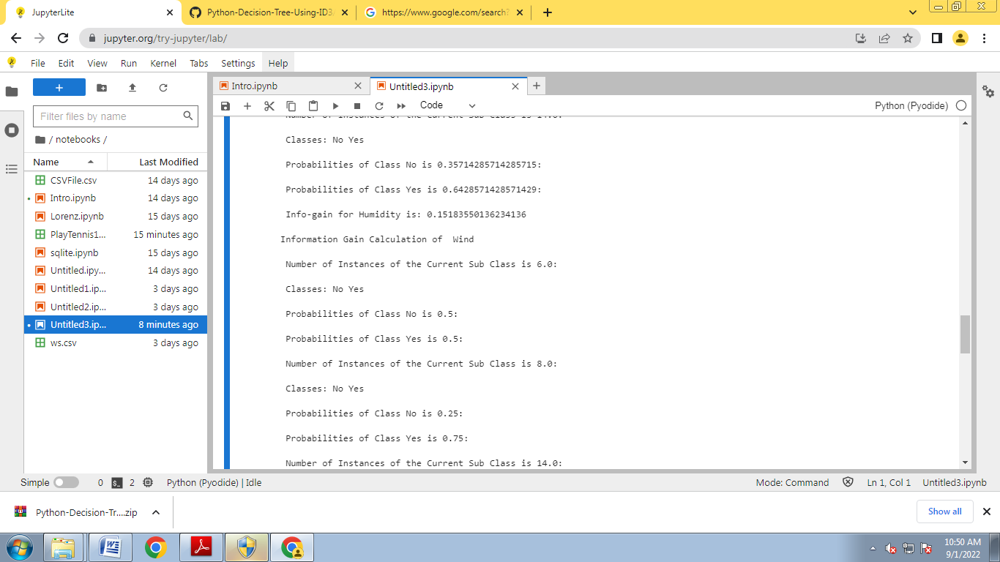 JupyterLite
Python-Decision-Tree-Using-ID3
https://www.google.com/search?
jupyter.org/try-jupyter/lab/
File Edit View Run Kernel Tabs Settings Help
Filter files by name
/ notebooks /
Name Last Modified
CSVFile.csv 14 days ago
Intro.ipynb 14 days ago
Lorenz.ipynb 15 days ago
PlayTennis1... 15 minutes ago
sqlite.ipynb 15 days ago
Untitled.ipy... 14 days ago
Untitled1.ip... 3 days ago
Untitled2.ip... 3 days ago
Untitled3.ip... 8 minutes ago
ws.csv 3 days ago
Intro.ipynb
Untitled3.ipynb
Code
Python (Pyodide)
Number of Instances of the Current Sub Class is 14.0:
Classes: No Yes
Probabilities of Class No is 0.35714285714285715:
Probabilities of Class Yes is 0.6428571428571429:
Info-gain for Humidity is: 0.15183550136234136
Information Gain Calculation of  Wind
Number of Instances of the Current Sub Class is 6.0:
Classes: No Yes
Probabilities of Class No is 0.5:
Probabilities of Class Yes is 0.5:
Number of Instances of the Current Sub Class is 8.0:
Classes: No Yes
Probabilities of Class No is 0.25:
Probabilities of Class Yes is 0.75:
Number of Instances of the Current Sub Class is 14.0:
Simple 0 2 Python (Pyodide) | Idle
Mode: Command Ln 1, Col 1 Untitled3.ipynb
Python-Decision-Tr....zip
Show all
10:50 AM
9/1/2022